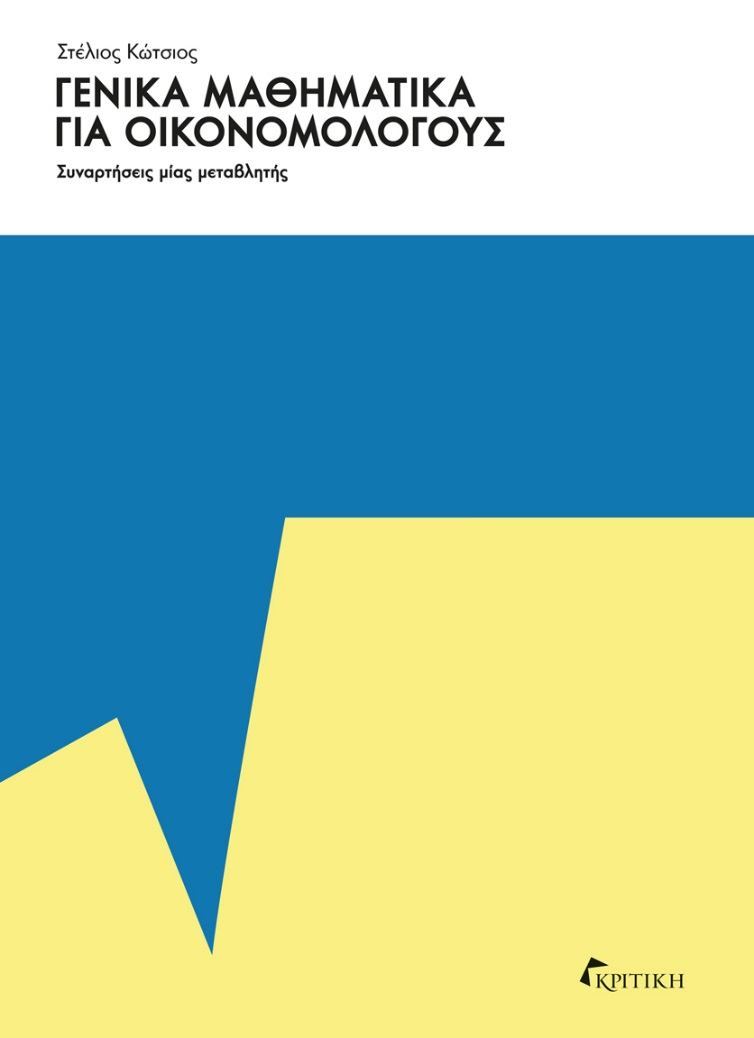 Στέλιος Κώτσιος
ΓΕΝΙΚΑ ΜΑΘΗΜΑΤΙΚΑ
ΓΙΑ ΟΙΚΟΝΟΜΟΛΟΓΟΥΣ
Συναρτήσεις μίας μεταβλητής
ΚΡΙΤΙΚΗ